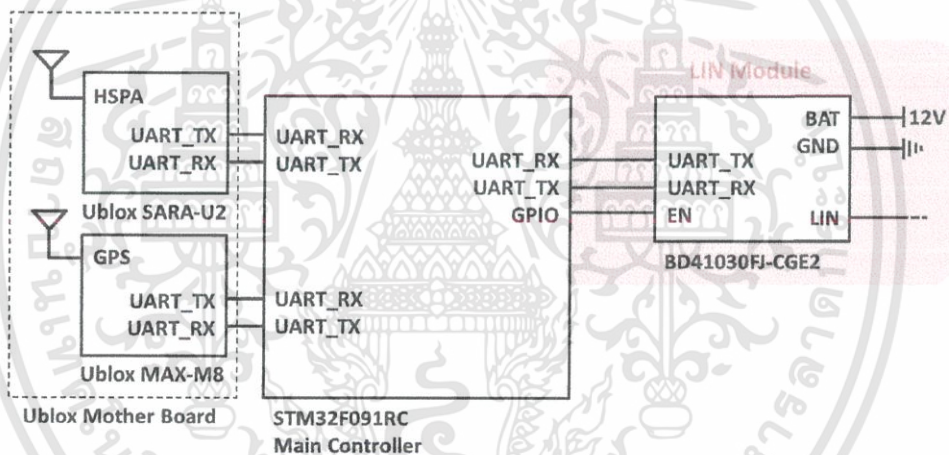 HSPA
UART_TX
UART_RX
Ublox SARA-U2
GPS
UART_TX
UART_RX
Ublox MAX-M8
Ublox Mother Board
UART_RX
UART_TX
UART_RX
UART_TX
UART_RX
UART_TX
GPIO
STM32F091RC
Main Controller
LIN Module
UART_TX
UART_RX
EN
BAT
GND
LIN
12V
BD41030FJ-CGE2